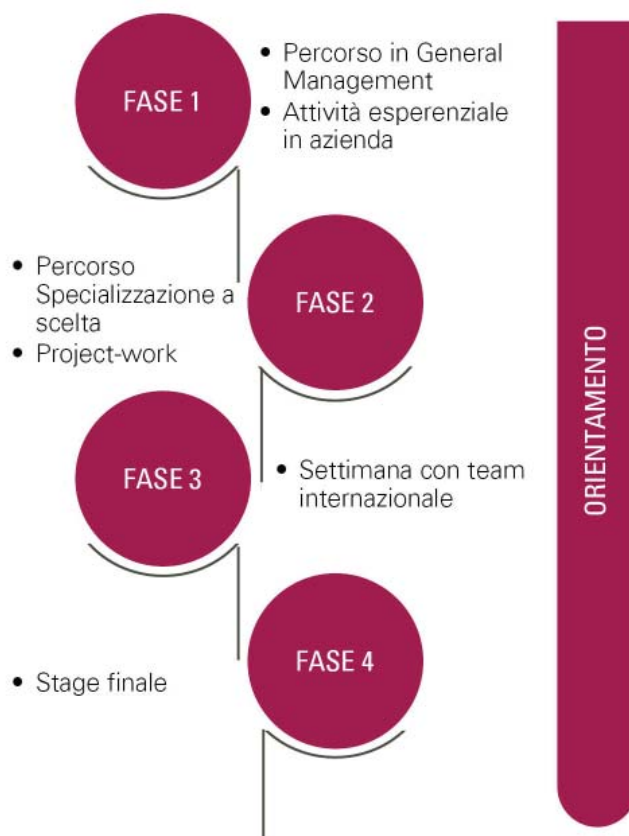 FASE 1
• Percorso in General
Management
• Attività esperenziale
in azienda
• Percorso
Specializzazione a
scelta
• Project-work
FASE 2
FASE 3
• Settimana con team
internazionale
• Stage finale
FASE 4
ORIENTAMENTO